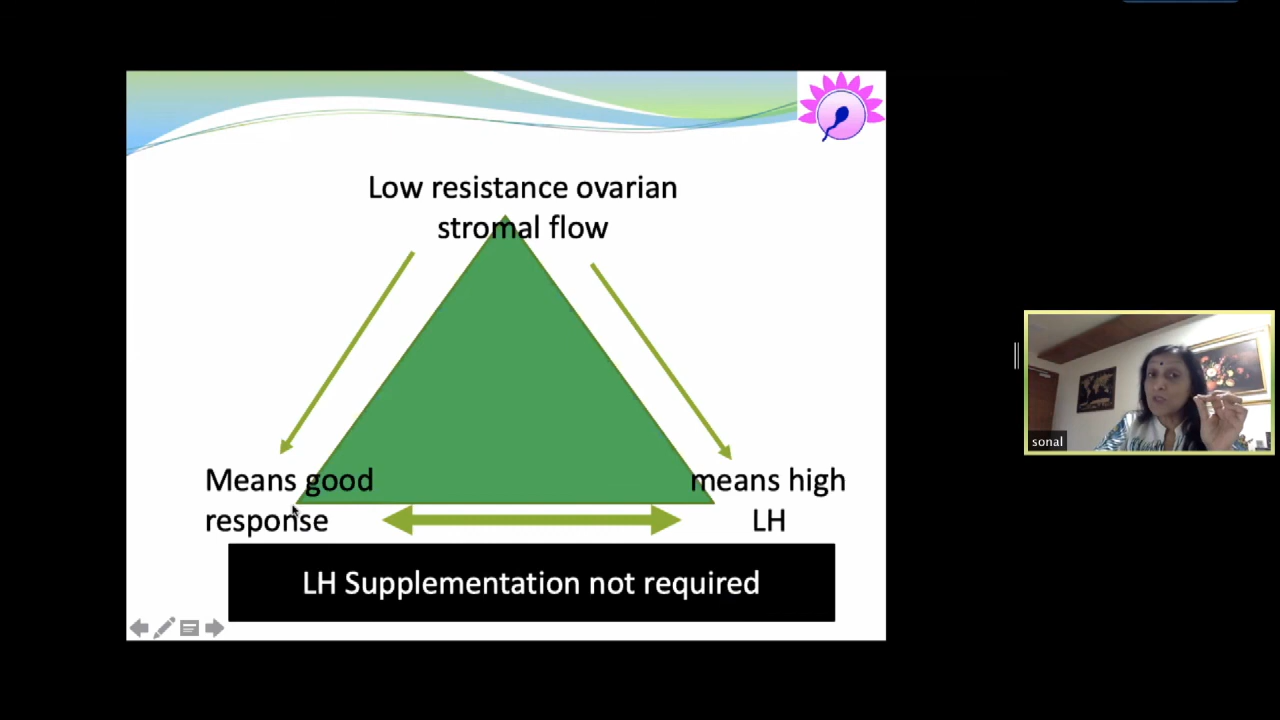 Low resistance ovarian
stromal flow
Means good
response
means high
LH
LH Supplementation not required
sonal